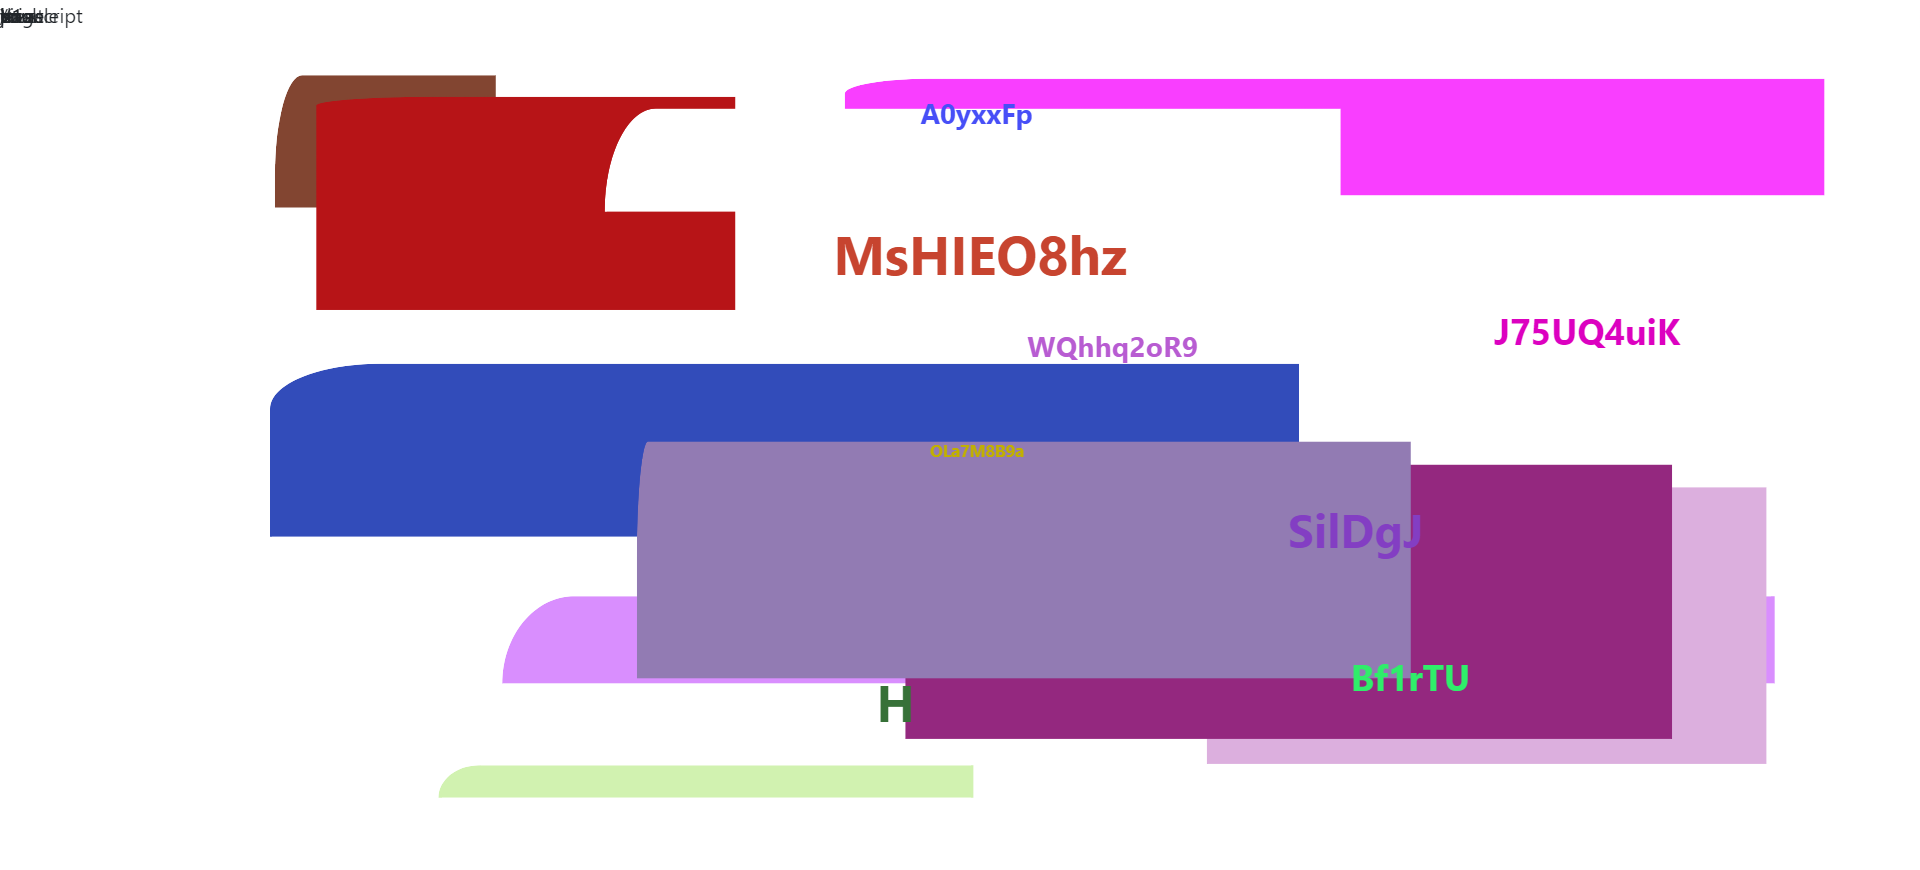 A0yxxFp
MsHIEO8hz
J75UQ4uiK
WQhhq2oR9
OLa7M8B9a
SilDgJ
Bf1rTU
H